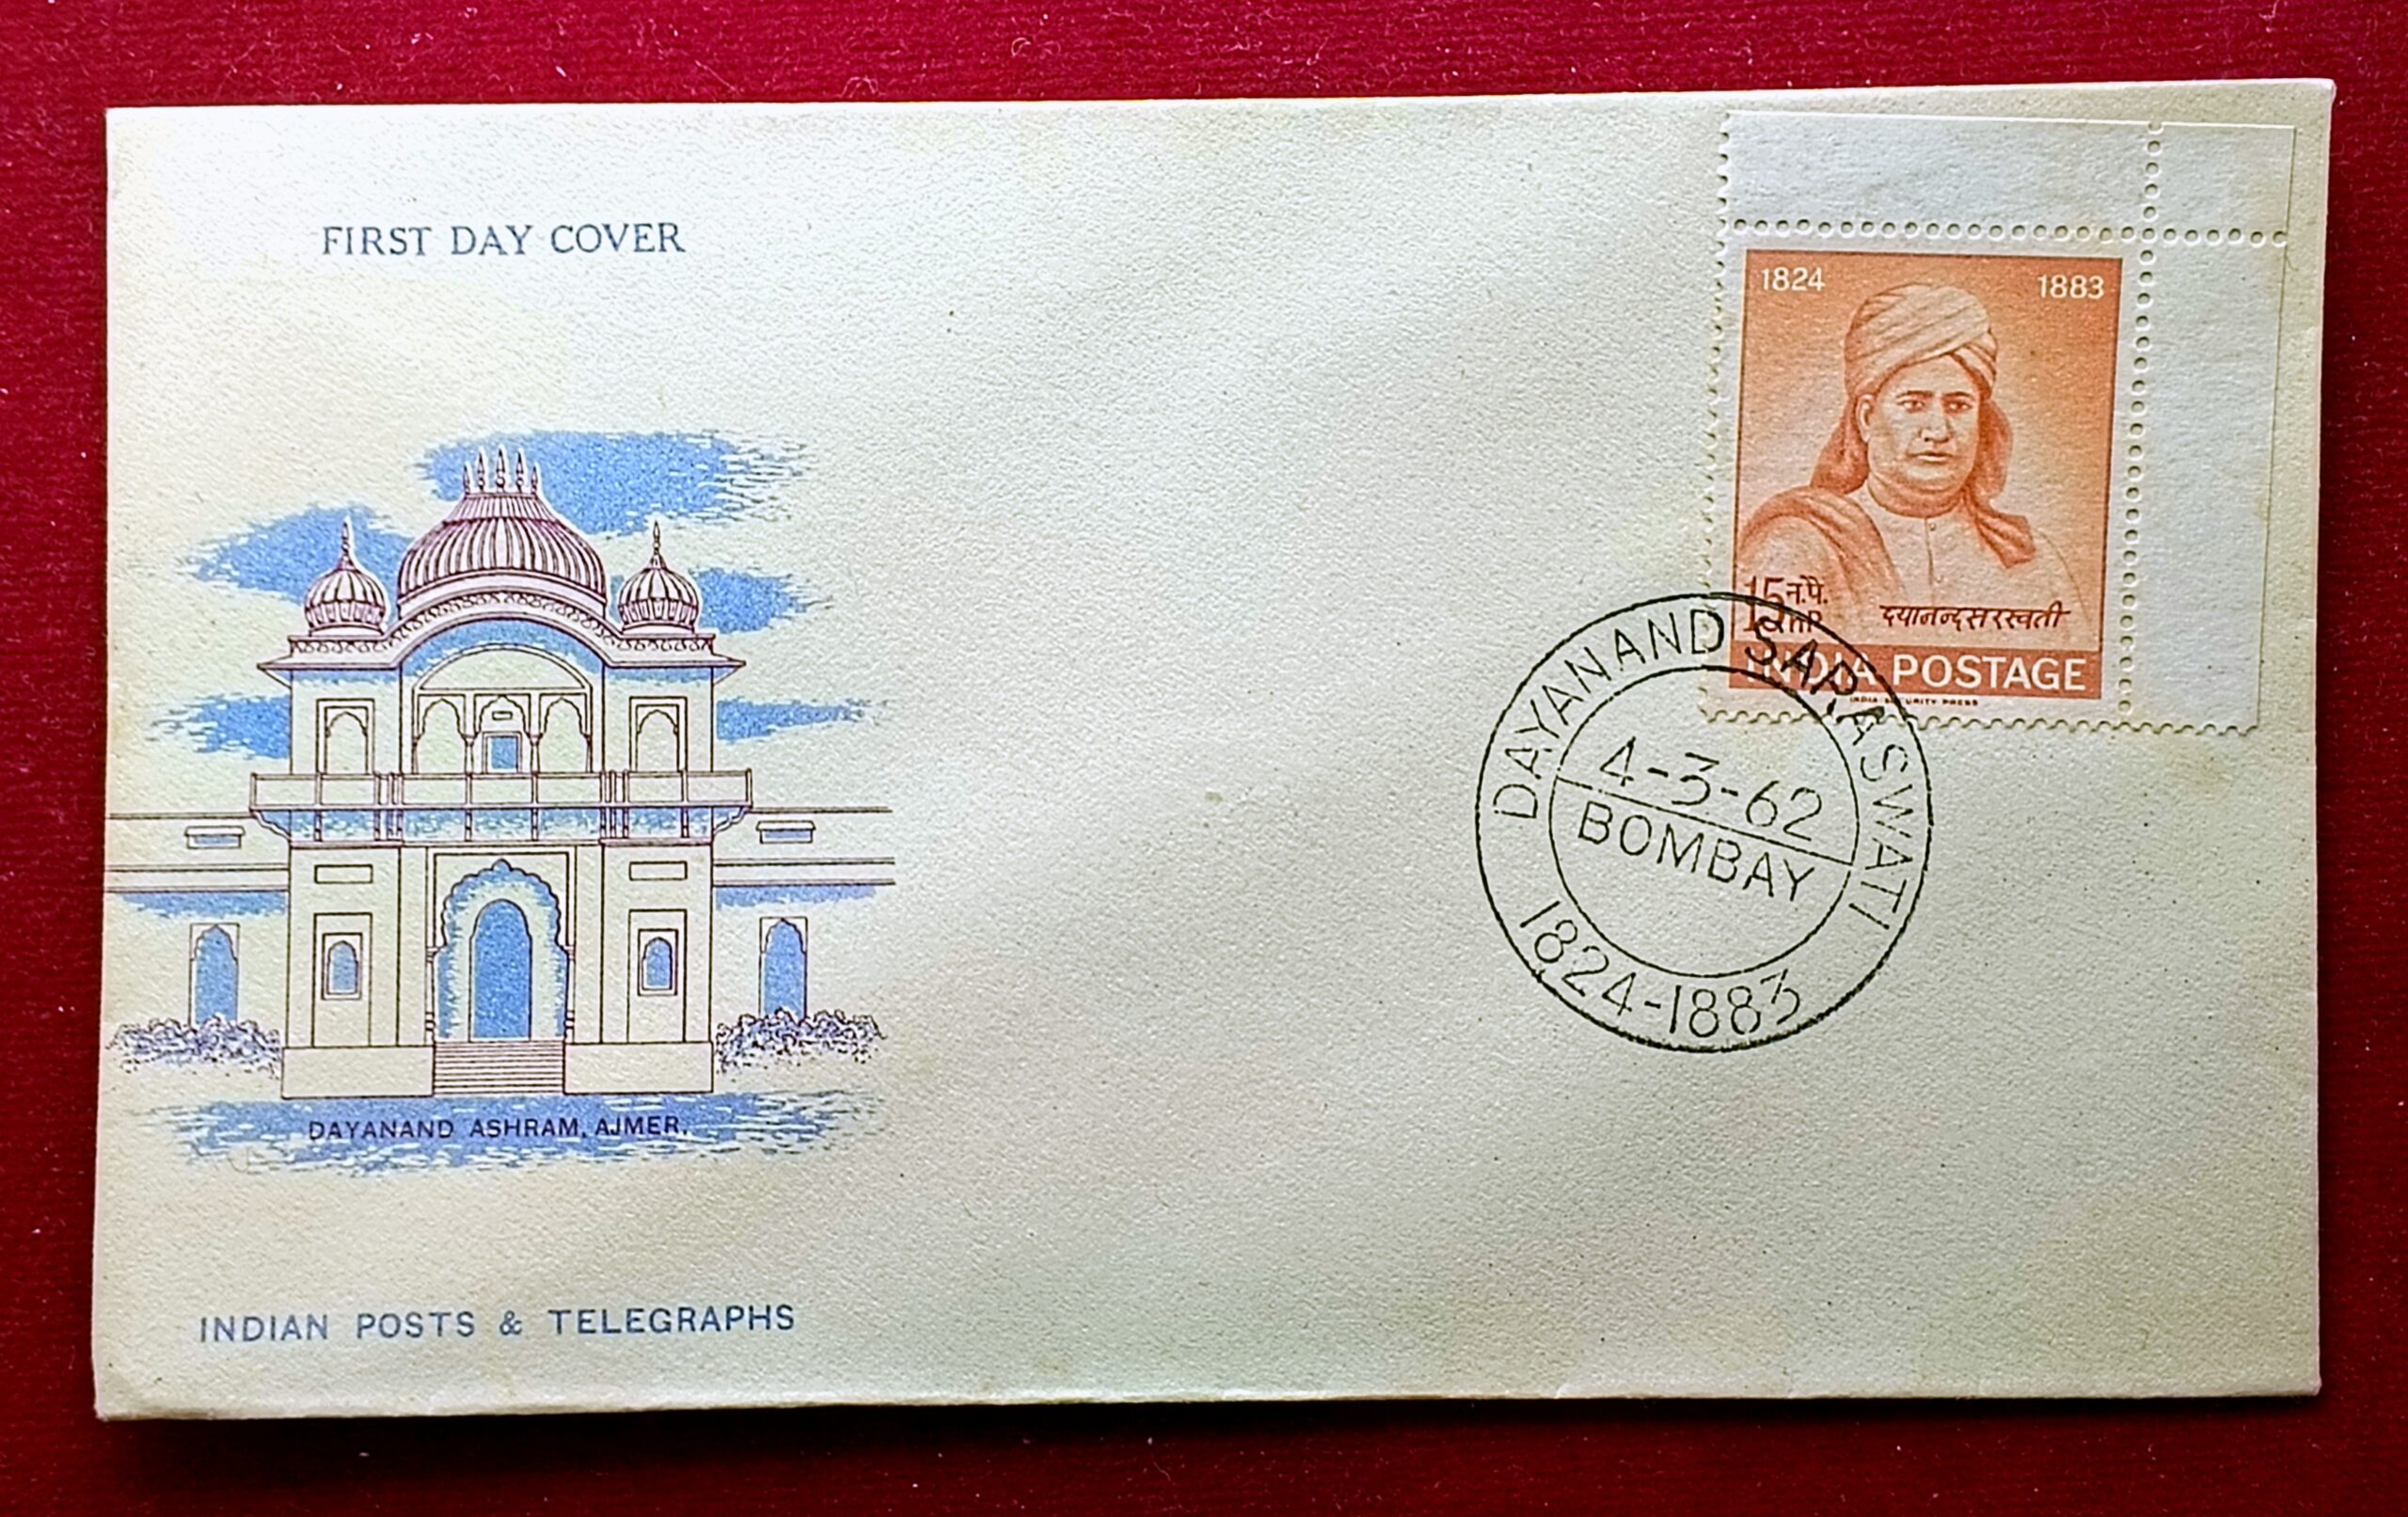 FIRST DAY COVER
1824 1883
15 न.पै.
nP
दयानन्दसरस्वती
INDIA POSTAGE
INDIA SECURITY PRESS
DAYANAND SARASWATI
4-3-62
BOMBAY
1824-1883
DAYANAND ASHRAM, AJMER.
INDIAN POSTS & TELEGRAPHS